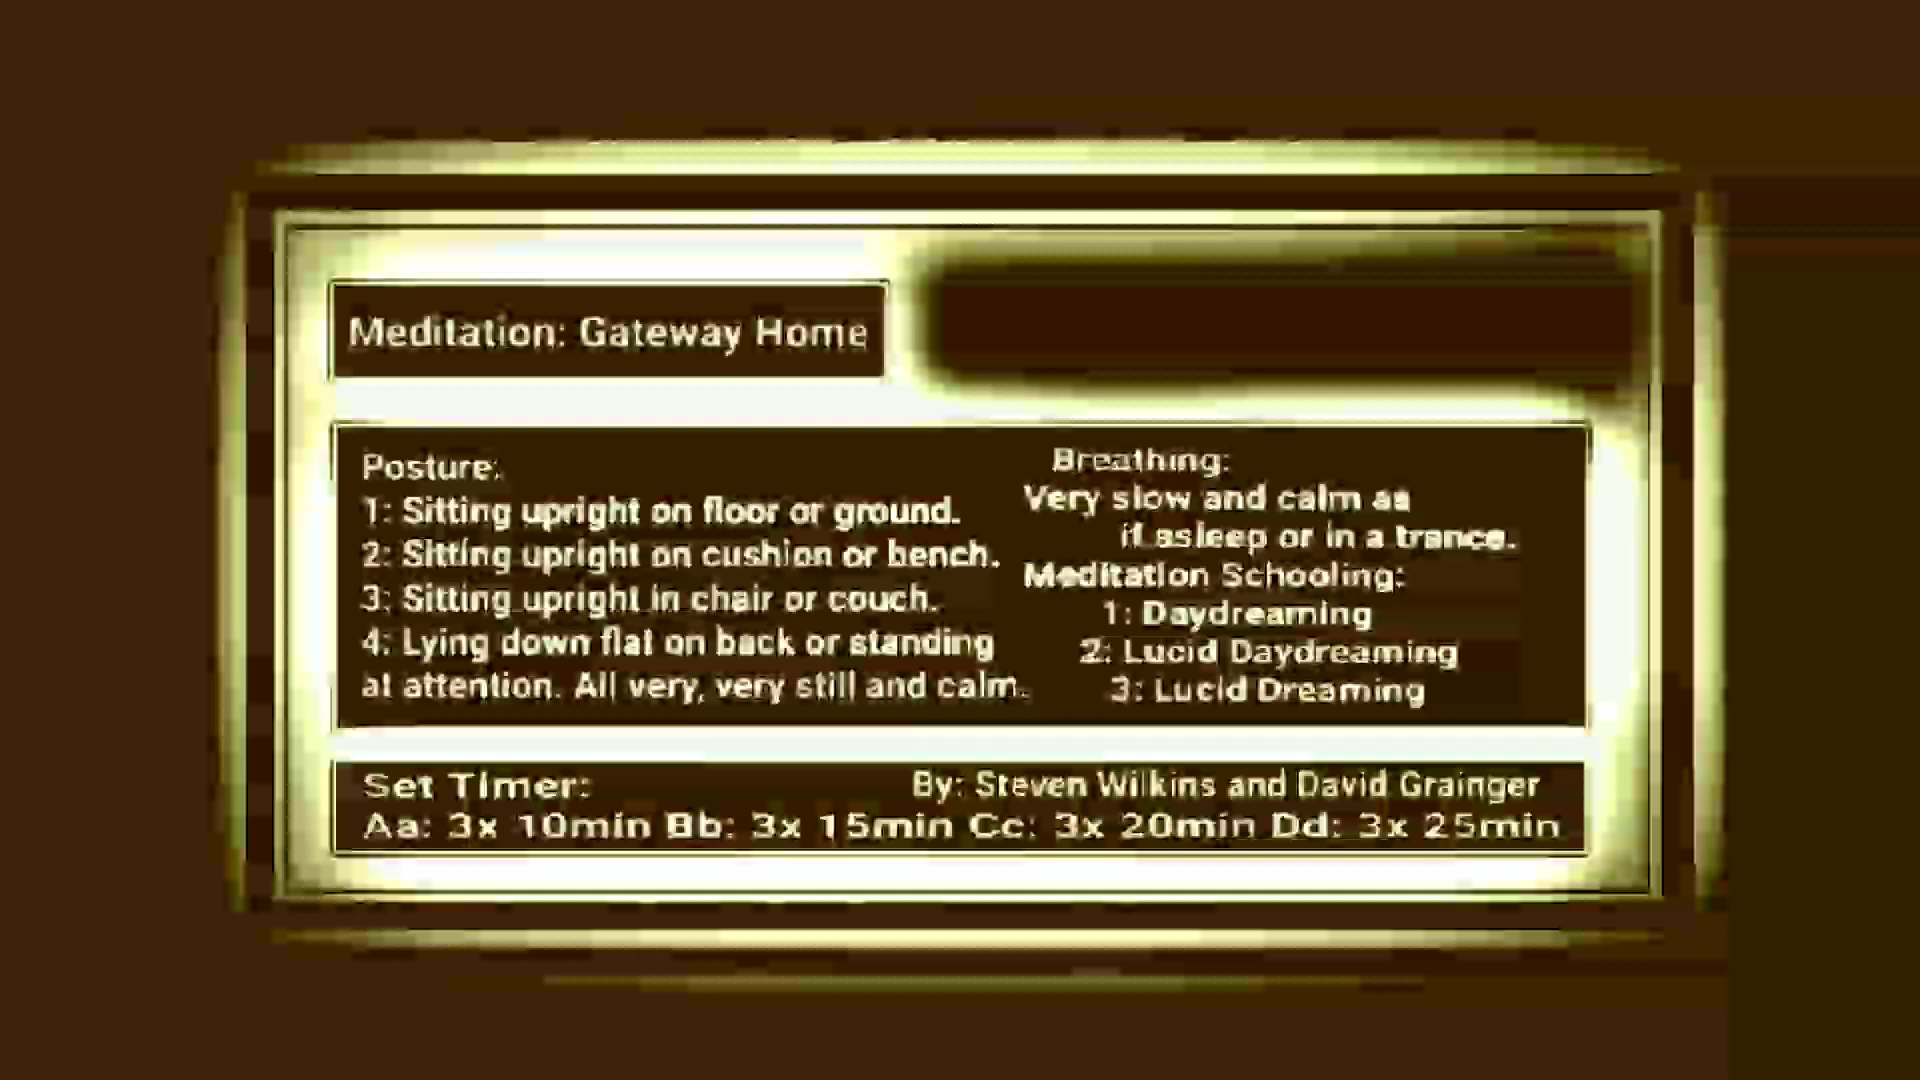 Meditation: Gateway Home
Posture:
1: Sitting upright on floor or ground.
2: Sitting upright on cushion or bench.
3: Sitting upright in chair or couch.
4: Lying down flat on back or standing
at attention. All very, very still and calm.
Breathing:
Very slow and calm as
if asleep or in a trance.
Meditation Schooling:
1: Daydreaming
2: Lucid Daydreaming
3: Lucid Dreaming
Set Timer:
By: Steven Wilkins and David Grainger
Aa: 3x 10min Bb: 3x 15min Cc: 3x 20min Dd: 3x 25min